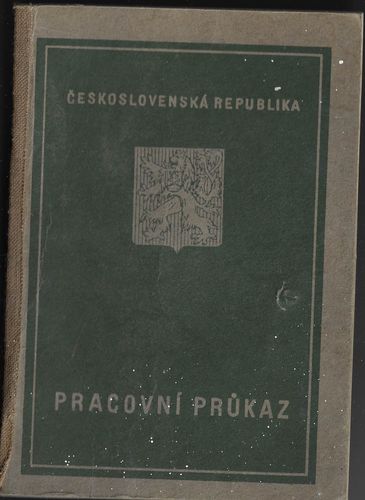 ČESKOSLOVENSKÁ REPUBLIKA
PRACOVNÍ PRŮKAZ